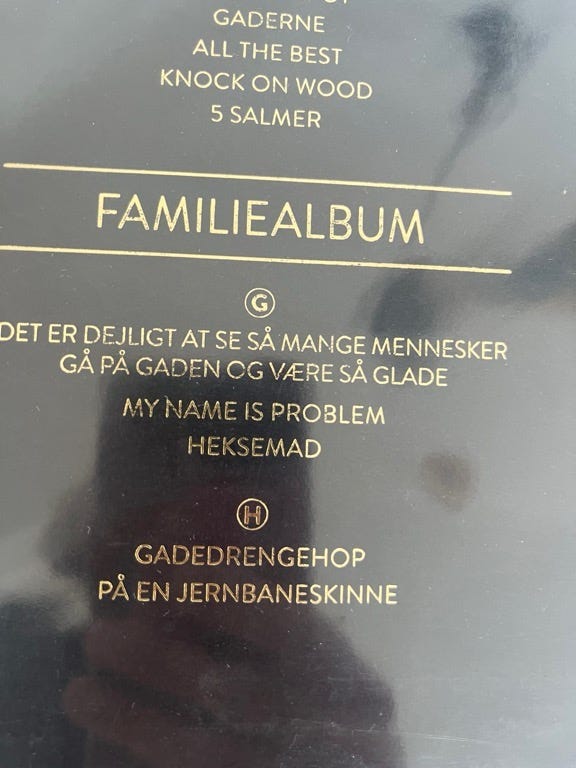 GADERNE
ALL THE BEST
KNOCK ON WOOD
5 SALMER
FAMILIEALBUM
G
DET ER DEJLIGT AT SE SÅ MANGE MENNESKER
GÅ PÅ GADEN OG VÆRE SÅ GLADE
MY NAME IS PROBLEM
HEKSEMAD
H
GADEDRENGEHOP
PÅ EN JERNBANESKINNE